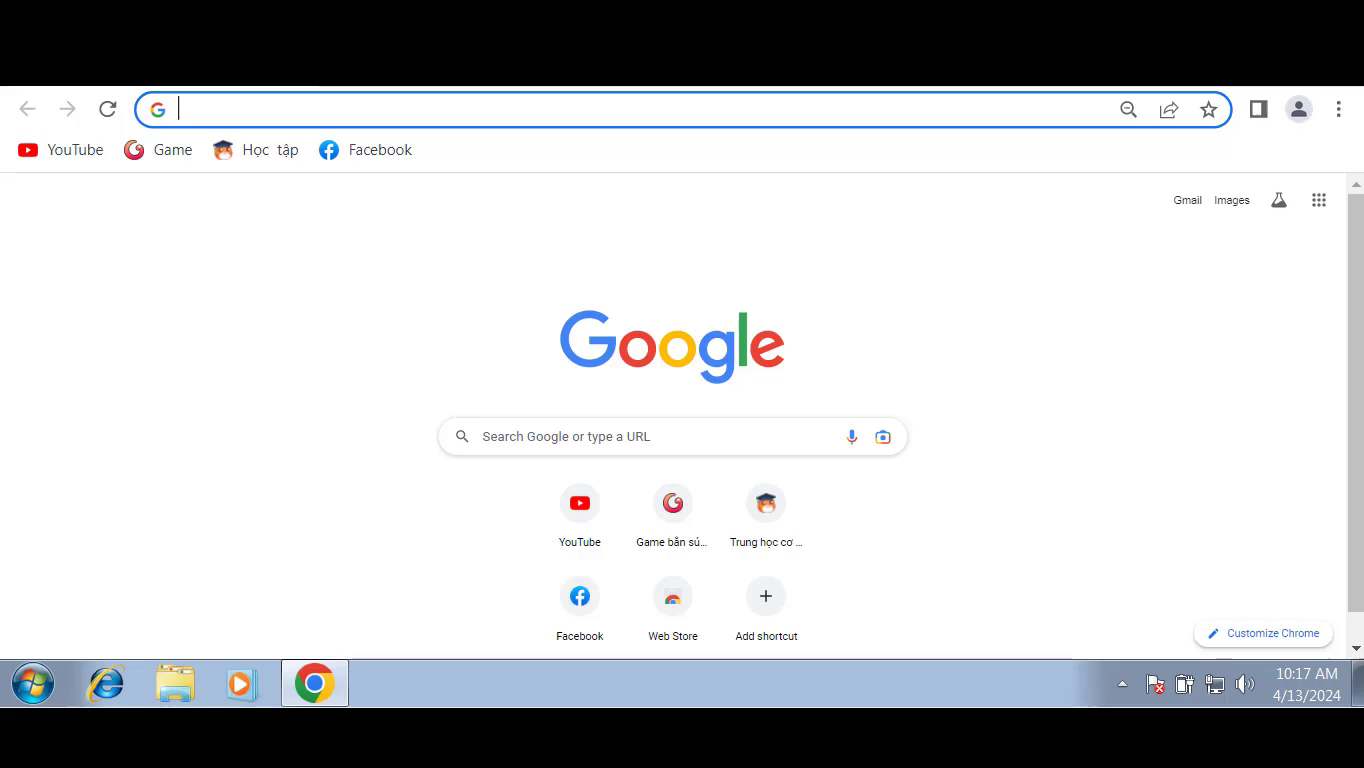 YouTube Game Học tập Facebook
Gmail Images
Google
Search Google or type a URL
YouTube Game bắn sú... Trung học cơ ...
Facebook Web Store Add shortcut
Customize Chrome
10:17 AM
4/13/2024